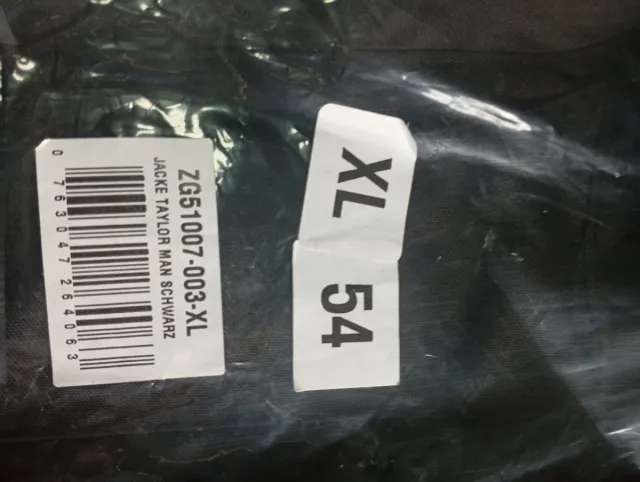 ZG51007-003-XL
JACKE TAYLOR MAN SCHWARZ
0 763047 264063
XL
54